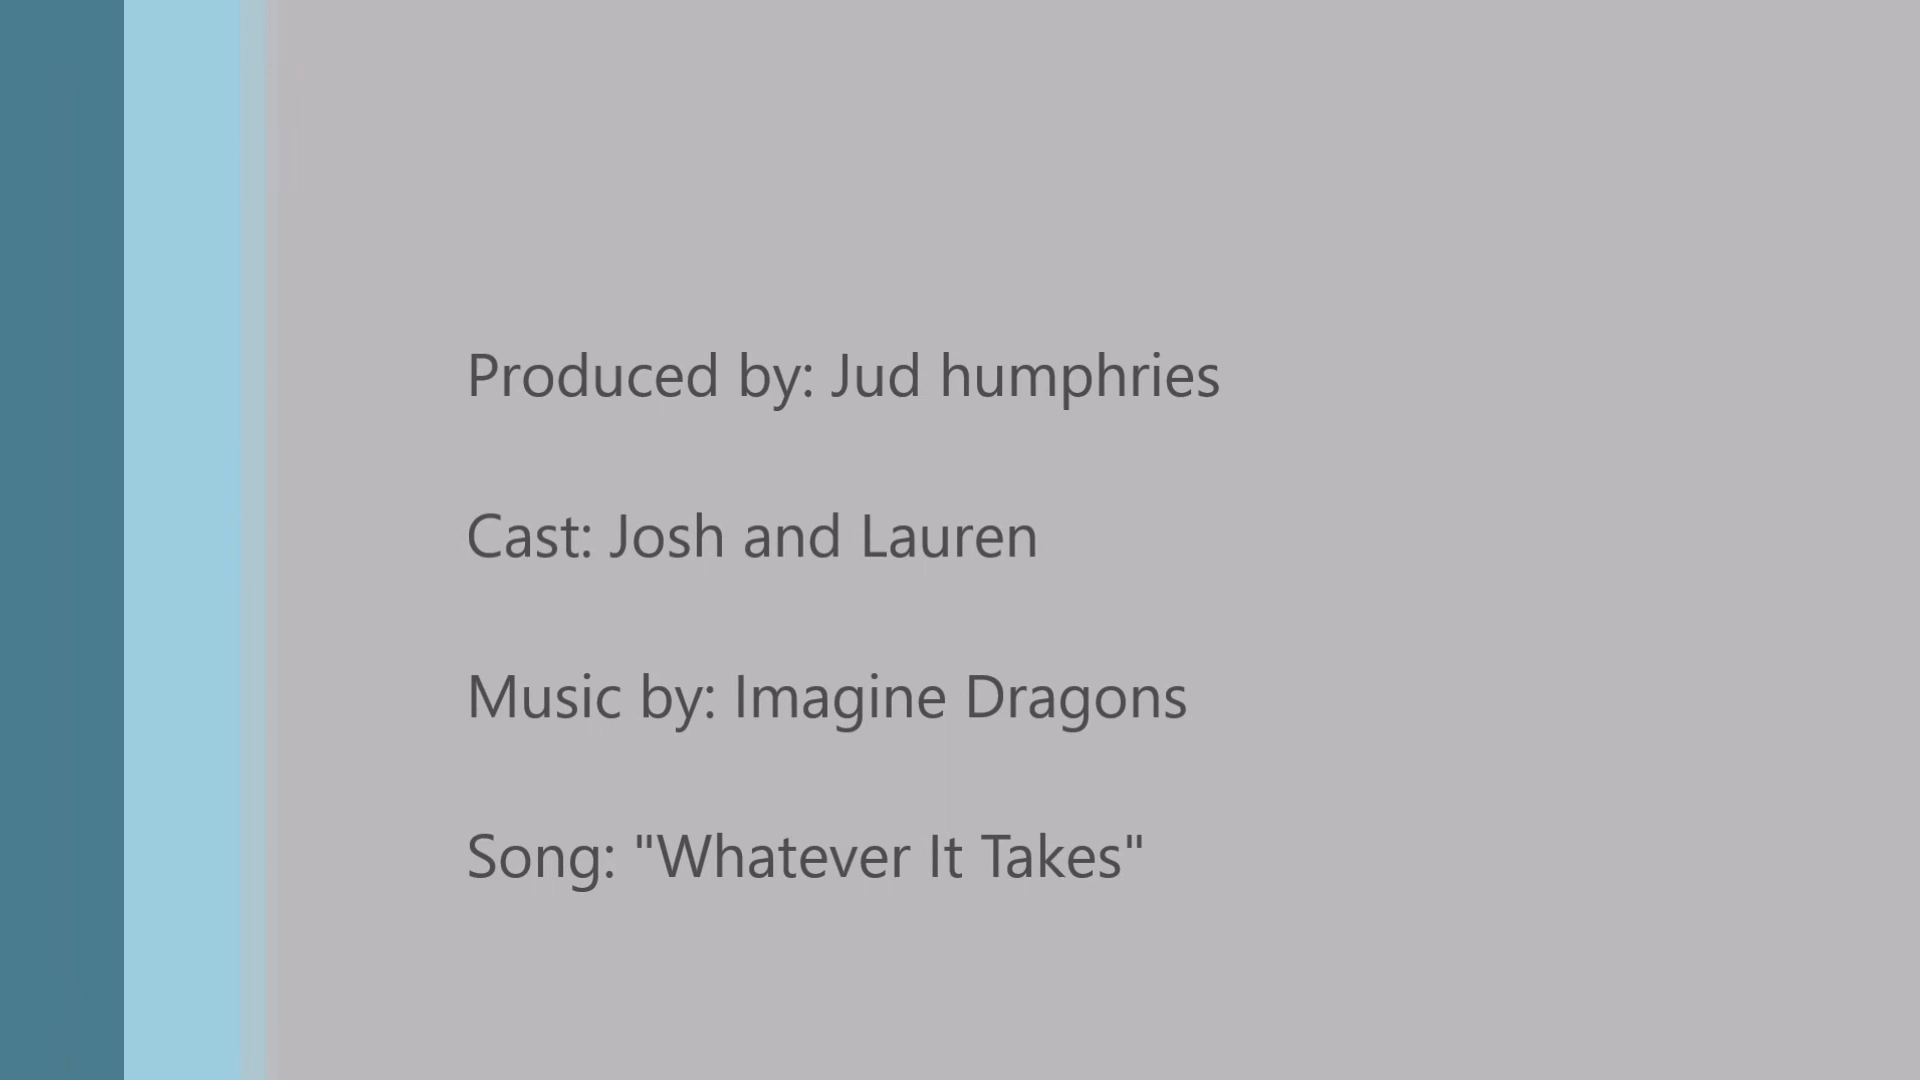 Produced by: Jud humphries
Cast: Josh and Lauren
Music by: Imagine Dragons
Song: "Whatever It Takes"